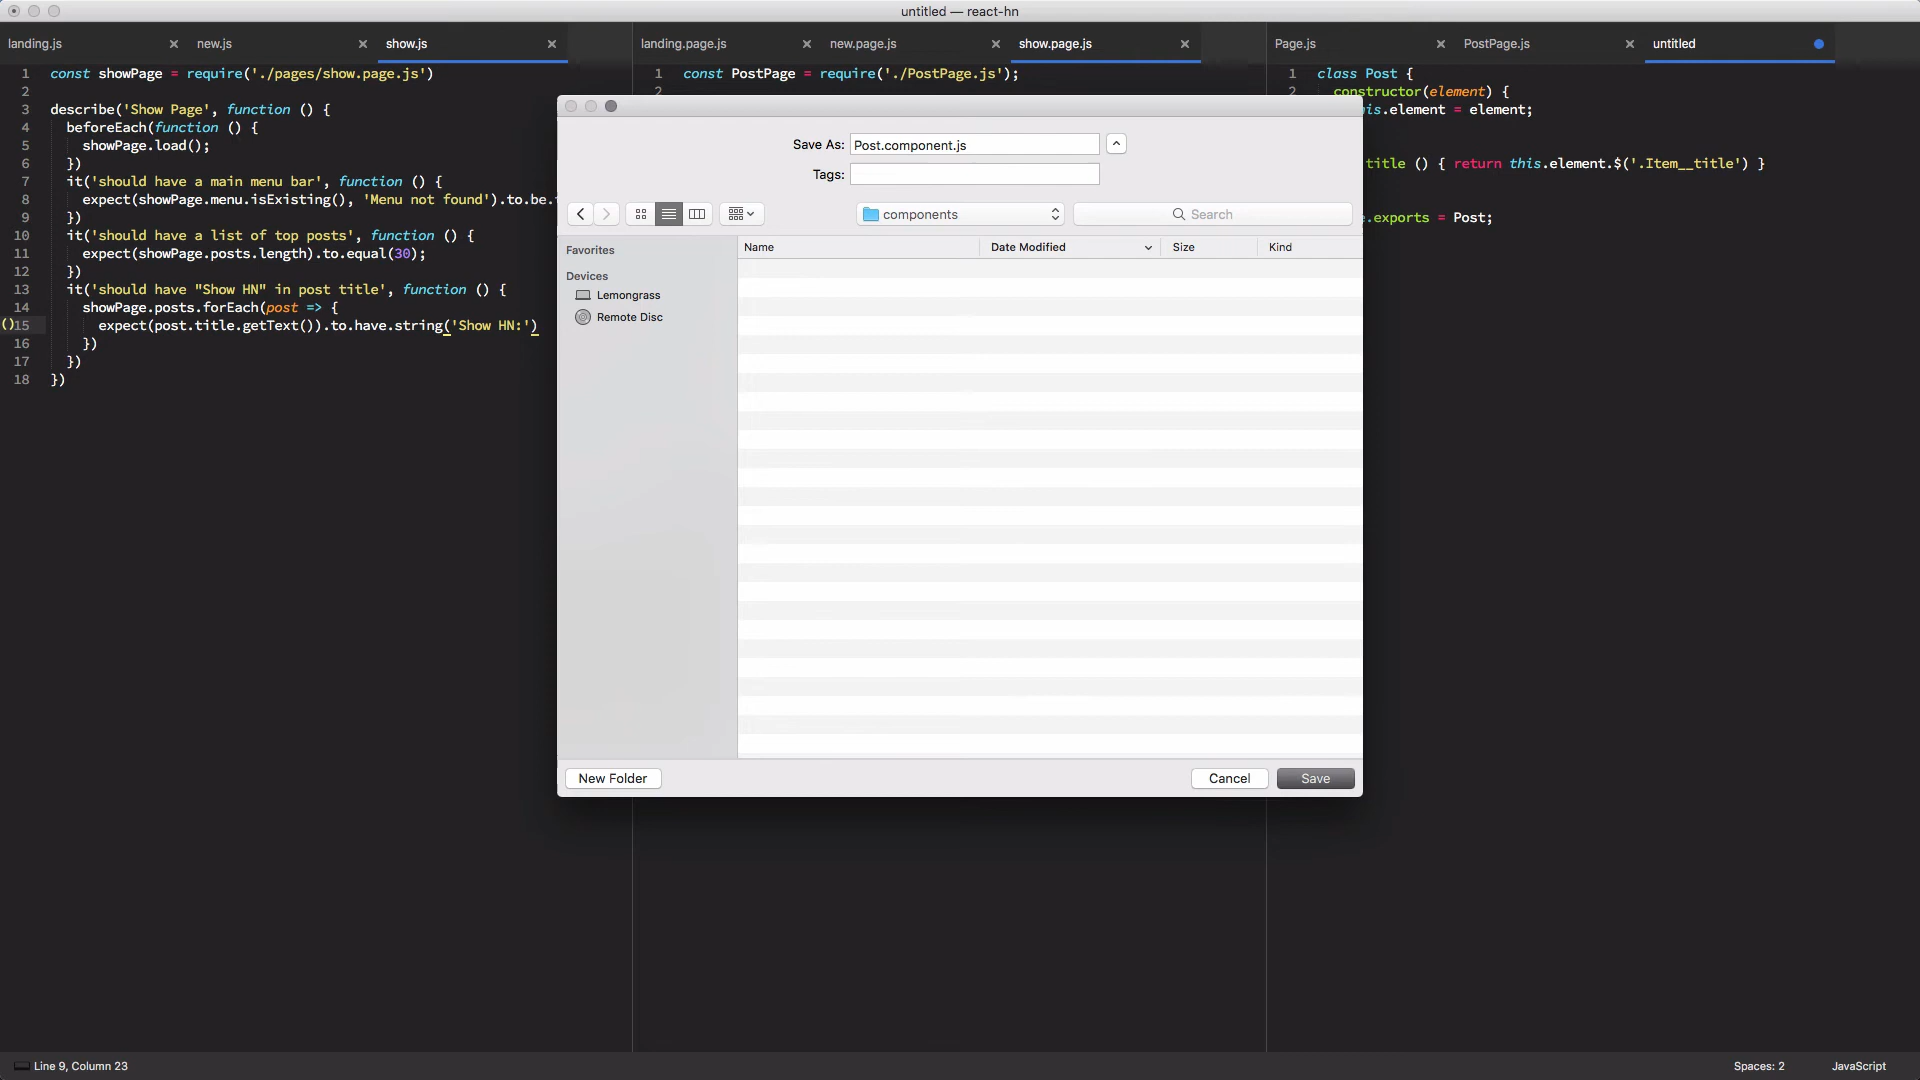 untitled — react-hn
landing.js
new.js
show.js
landing.page.js
new.page.js
show.page.js
Page.js
PostPage.js
untitled
1 const showPage = require('./pages/show.page.js')
2
3 describe('Show Page', function () {
4 beforeEach(function () {
5 showPage.load();
6 })
7 it('should have a main menu bar', function () {
8 expect(showPage.menu.isExisting(), 'Menu not found').to.be.
9 })
10 it('should have a list of top posts', function () {
11 expect(showPage.posts.length).to.equal(30);
12 })
13 it('should have "Show HN" in post title', function () {
14 showPage.posts.forEach(post => {
15 expect(post.title.getText()).to.have.string('Show HN:')
16 })
17 })
18 })
1 const PostPage = require('./PostPage.js');
2
1 class Post {
2 constructor(element) {
is.element = element;
title () { return this.element.$('.Item__title') }
.exports = Post;
Save As: Post.component.js
Tags:
components
Search
Favorites
Devices
Lemongrass
Remote Disc
Name Date Modified Size Kind
New Folder
Cancel
Save
Line 9, Column 23
Spaces: 2
JavaScript